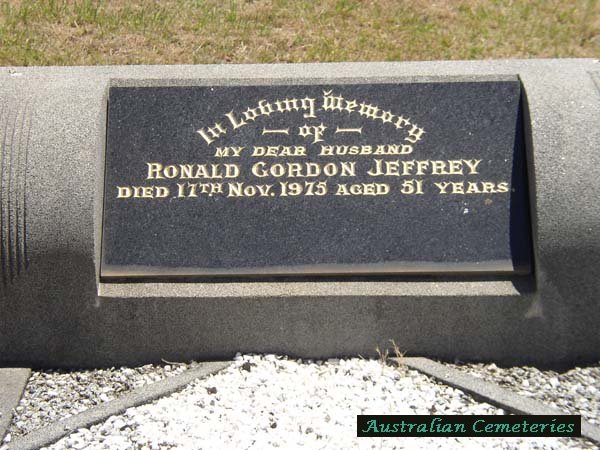 In Loving Memory
of
MY DEAR HUSBAND
RONALD GORDON JEFFREY
DIED 17TH NOV. 1975 AGED 51 YEARS
Australian Cemeteries